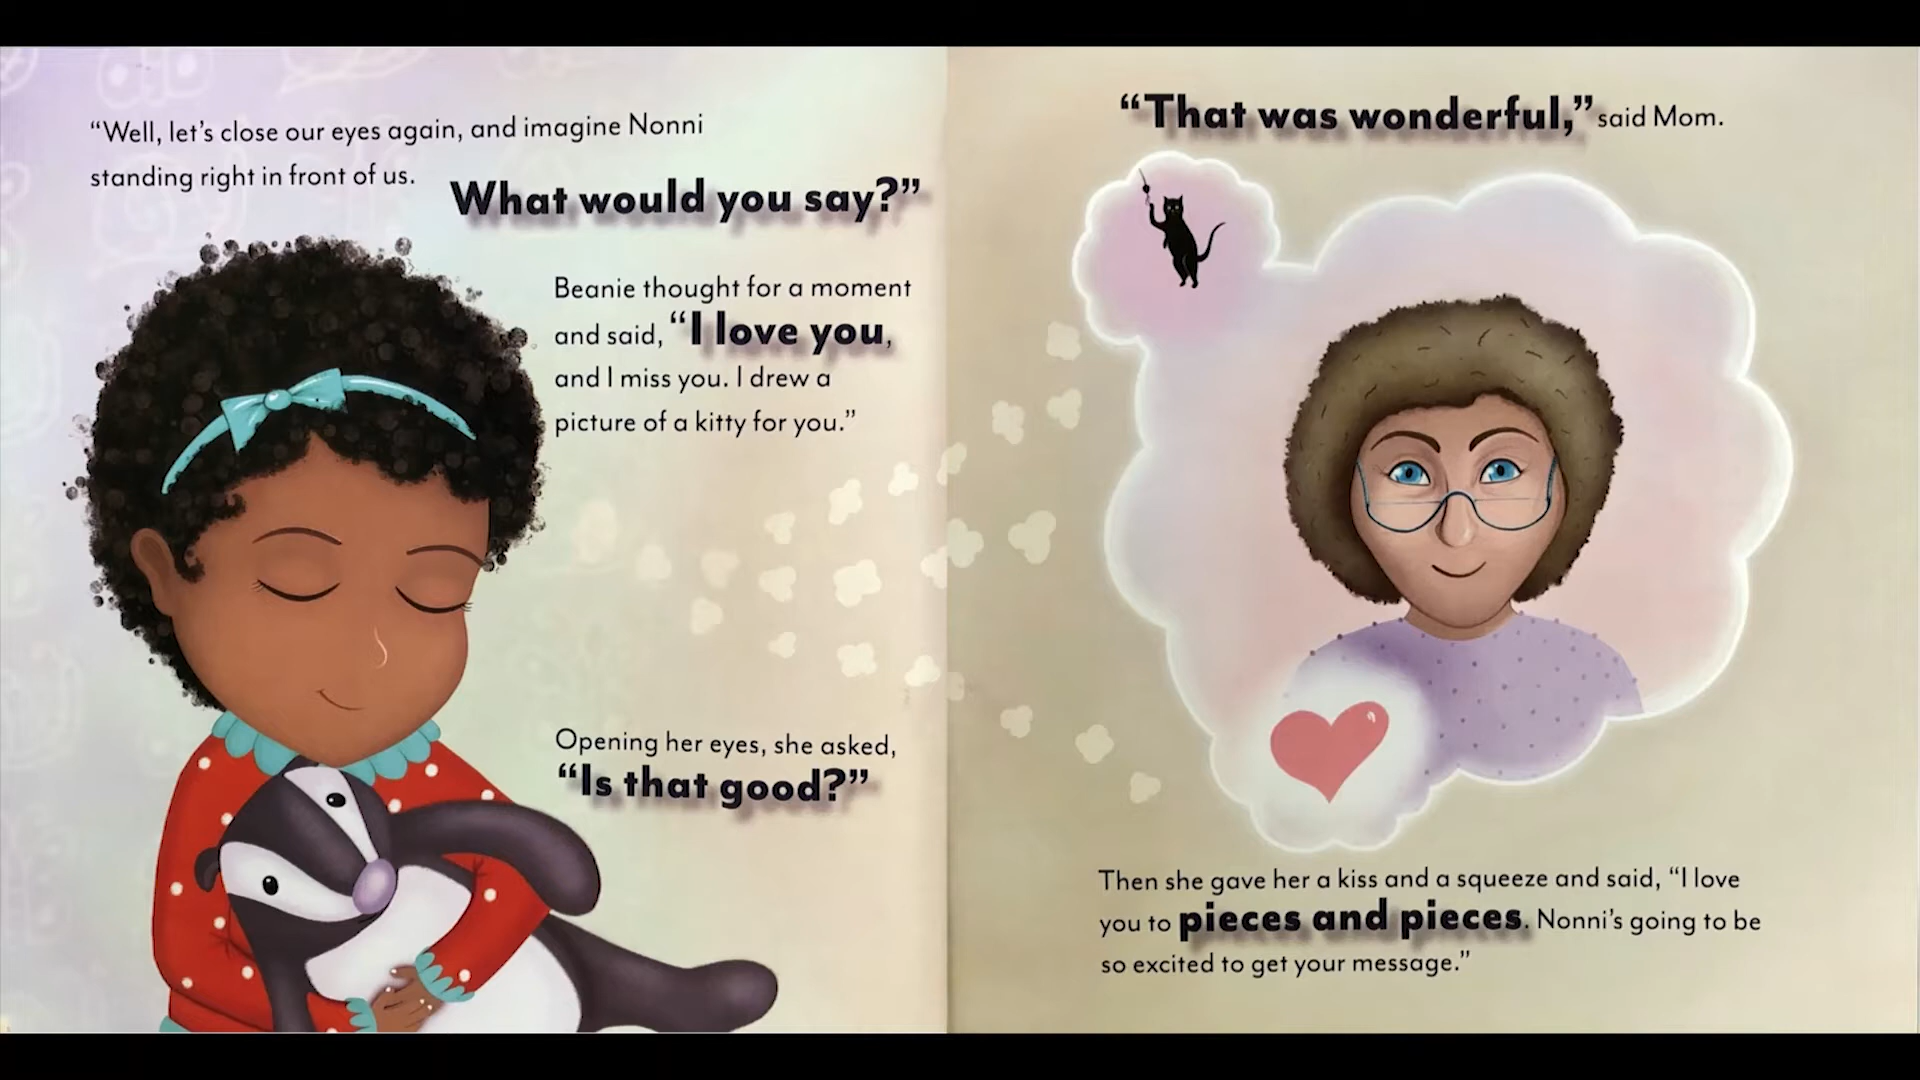 “Well, let’s close our eyes again, and imagine Nonni
standing right in front of us.
What would you say?”
Beanie thought for a moment
and said, “I love you,
and I miss you. I drew a
picture of a kitty for you.”
Opening her eyes, she asked,
“Is that good?”
“That was wonderful,” said Mom.
Then she gave her a kiss and a squeeze and said, “I love
you to pieces and pieces. Nonni’s going to be
so excited to get your message.”